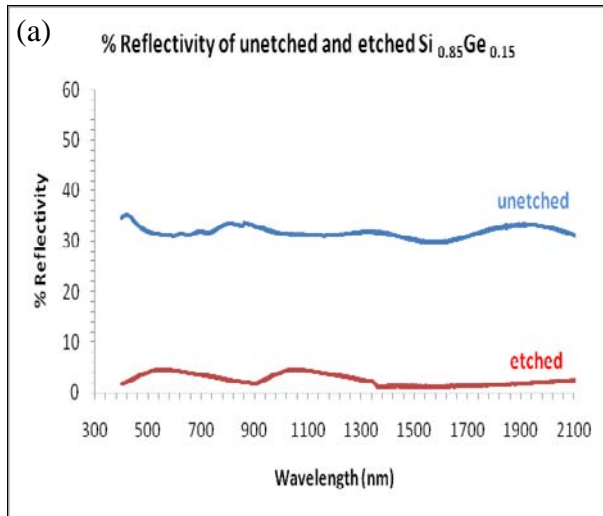 (a)
% Reflectivity of unetched and etched Si 0.85Ge 0.15
60
50
40
30
20
10
0
% Reflectivity
unetched
etched
300 500 700 900 1100 1300 1500 1700 1900 2100
Wavelength (nm)